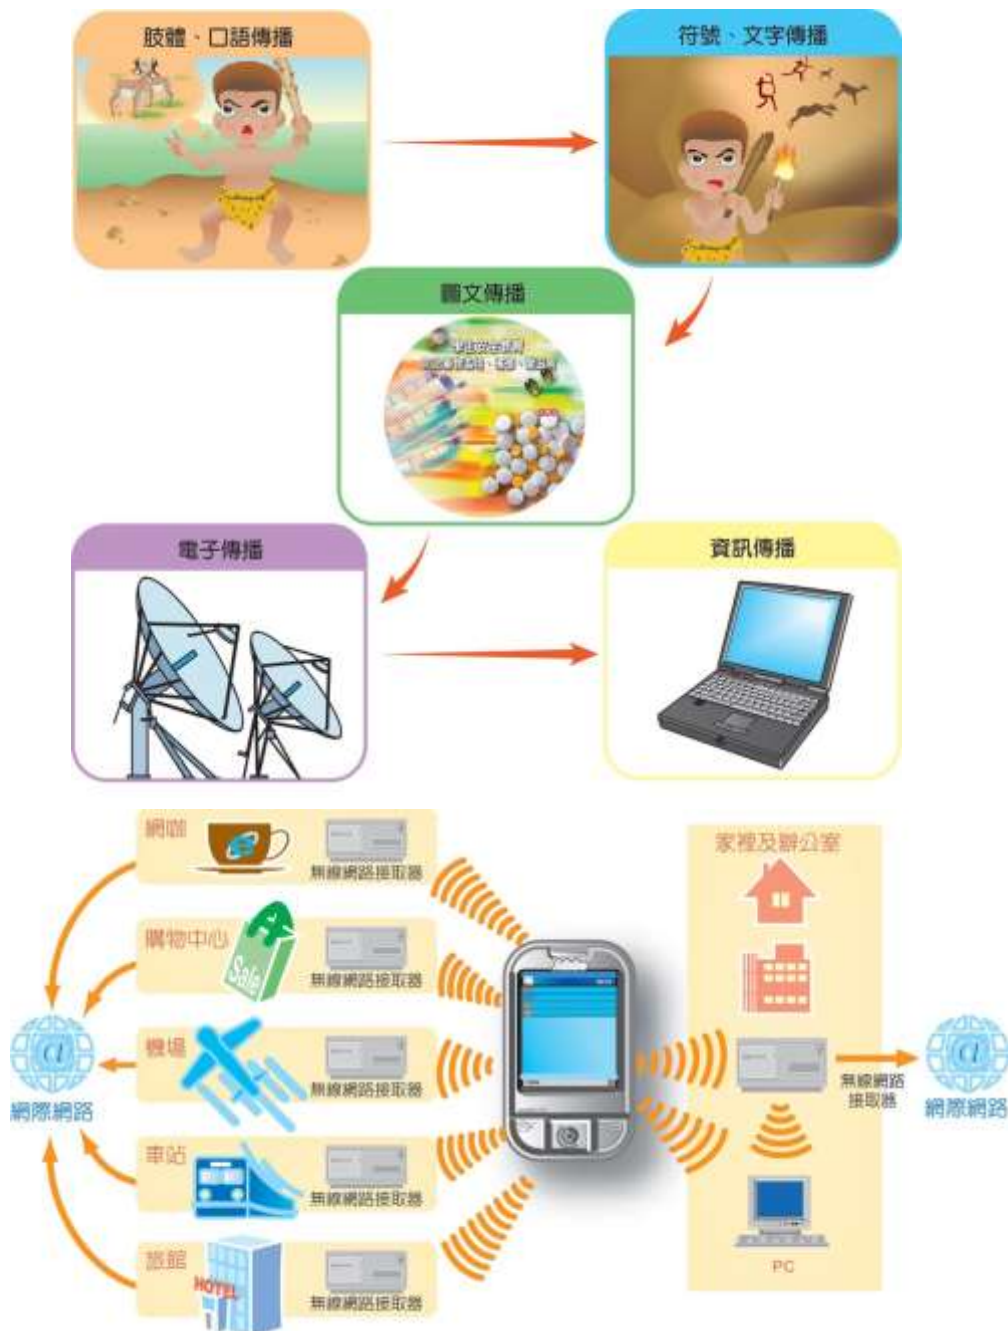 肢體、口語傳播
符號、文字傳播
圖文傳播
電子傳播
資訊傳播
網咖
無線網路接取器
購物中心
Sale
無線網路接取器
機場
無線網路接取器
車站
無線網路接取器
旅館
HOTEL
無線網路接取器
網際網路
家裡及辦公室
無線網路
接取器
PC
網際網路